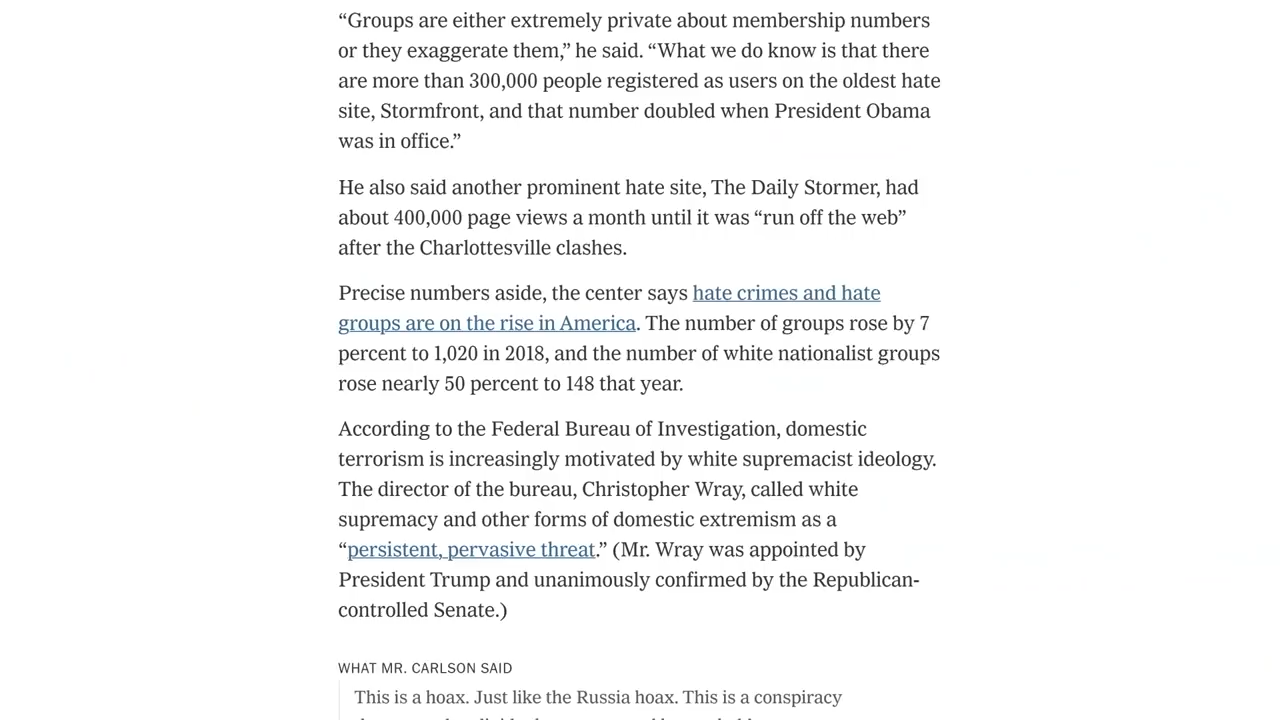 “Groups are either extremely private about membership numbers
or they exaggerate them,” he said. “What we do know is that there
are more than 300,000 people registered as users on the oldest hate
site, Stormfront, and that number doubled when President Obama
was in office.”
He also said another prominent hate site, The Daily Stormer, had
about 400,000 page views a month until it was “run off the web”
after the Charlottesville clashes.
Precise numbers aside, the center says hate crimes and hate
groups are on the rise in America. The number of groups rose by 7
percent to 1,020 in 2018, and the number of white nationalist groups
rose nearly 50 percent to 148 that year.
According to the Federal Bureau of Investigation, domestic
terrorism is increasingly motivated by white supremacist ideology.
The director of the bureau, Christopher Wray, called white
supremacy and other forms of domestic extremism as a
“persistent, pervasive threat.” (Mr. Wray was appointed by
President Trump and unanimously confirmed by the Republican-
controlled Senate.)
WHAT MR. CARLSON SAID
This is a hoax. Just like the Russia hoax. This is a conspiracy